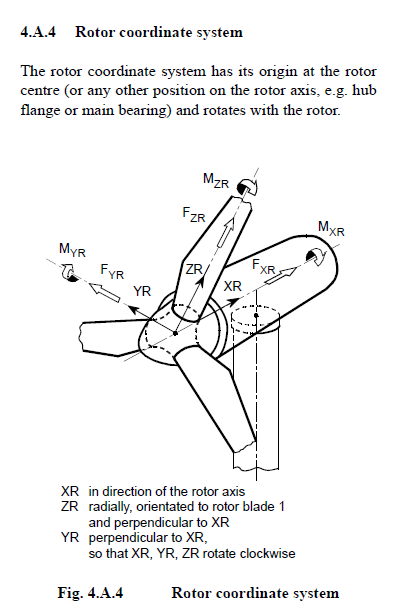 4.A.4 Rotor coordinate system
The rotor coordinate system has its origin at the rotor
centre (or any other position on the rotor axis, e.g. hub
flange or main bearing) and rotates with the rotor.
MZR
FZR
MXR
MYR
FYR
ZR
FXR
YR
XR
XR in direction of the rotor axis
ZR radially, orientated to rotor blade 1
and perpendicular to XR
YR perpendicular to XR,
so that XR, YR, ZR rotate clockwise
Fig. 4.A.4 Rotor coordinate system